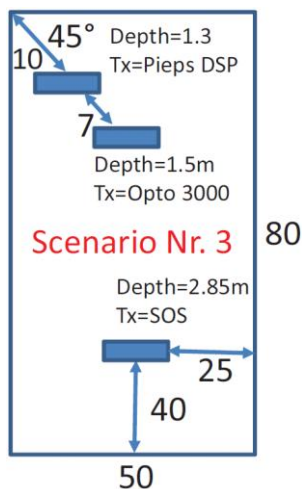 45°
Depth=1.3
10
Tx=Pieps DSP
7
Depth=1.5m
Tx=Opto 3000
Scenario Nr. 3
80
Depth=2.85m
Tx=SOS
25
40
50